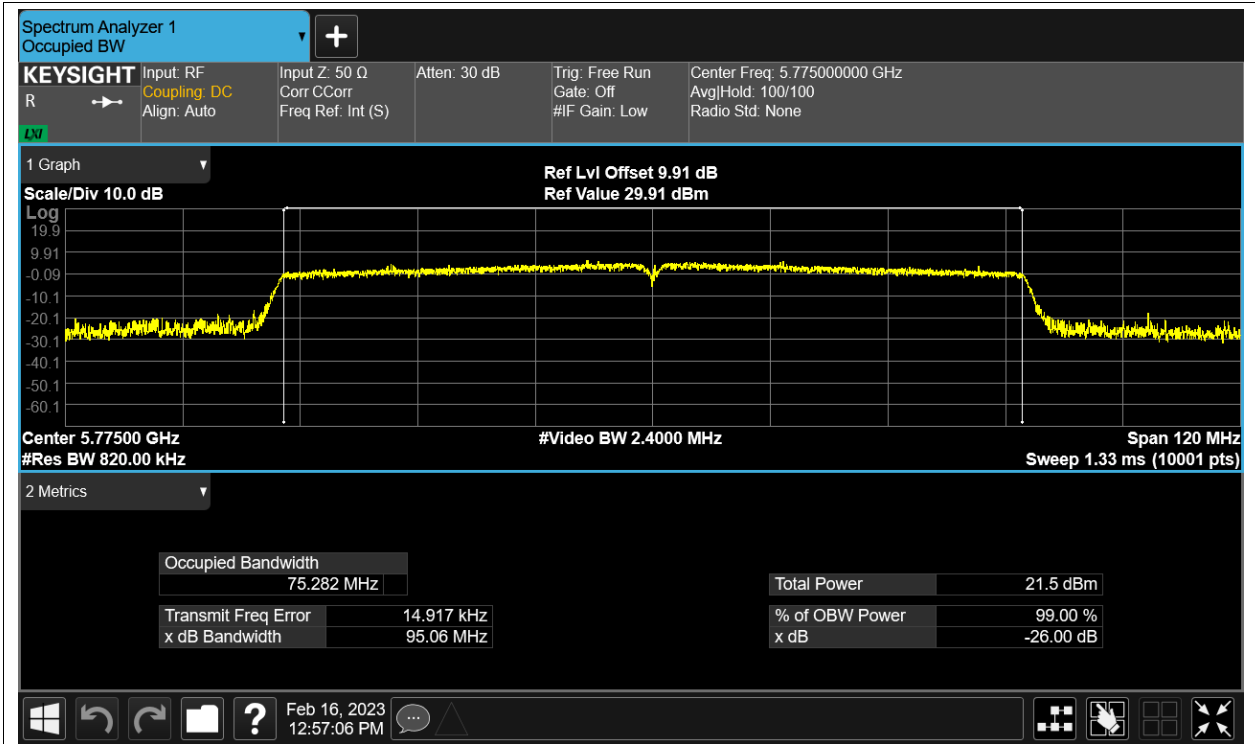 Spectrum Analyzer 1
Occupied BW
KEYSIGHT
R
LXI
Input: RF
Coupling: DC
Align: Auto
Input Z: 50 Ω
Corr CCorr
Freq Ref: Int (S)
Atten: 30 dB
Trig: Free Run
Gate: Off
#IF Gain: Low
Center Freq: 5.775000000 GHz
Avg|Hold: 100/100
Radio Std: None
1 Graph
Scale/Div 10.0 dB
Ref Lvl Offset 9.91 dB
Ref Value 29.91 dBm
Log
19.9
9.91
-0.09
-10.1
-20.1
-30.1
-40.1
-50.1
-60.1
Center 5.77500 GHz
#Res BW 820.00 kHz
#Video BW 2.4000 MHz
Span 120 MHz
Sweep 1.33 ms (10001 pts)
2 Metrics
Occupied Bandwidth
75.282 MHz
Transmit Freq Error 14.917 kHz
x dB Bandwidth 95.06 MHz
Total Power 21.5 dBm
% of OBW Power 99.00 %
x dB -26.00 dB
?
Feb 16, 2023
12:57:06 PM